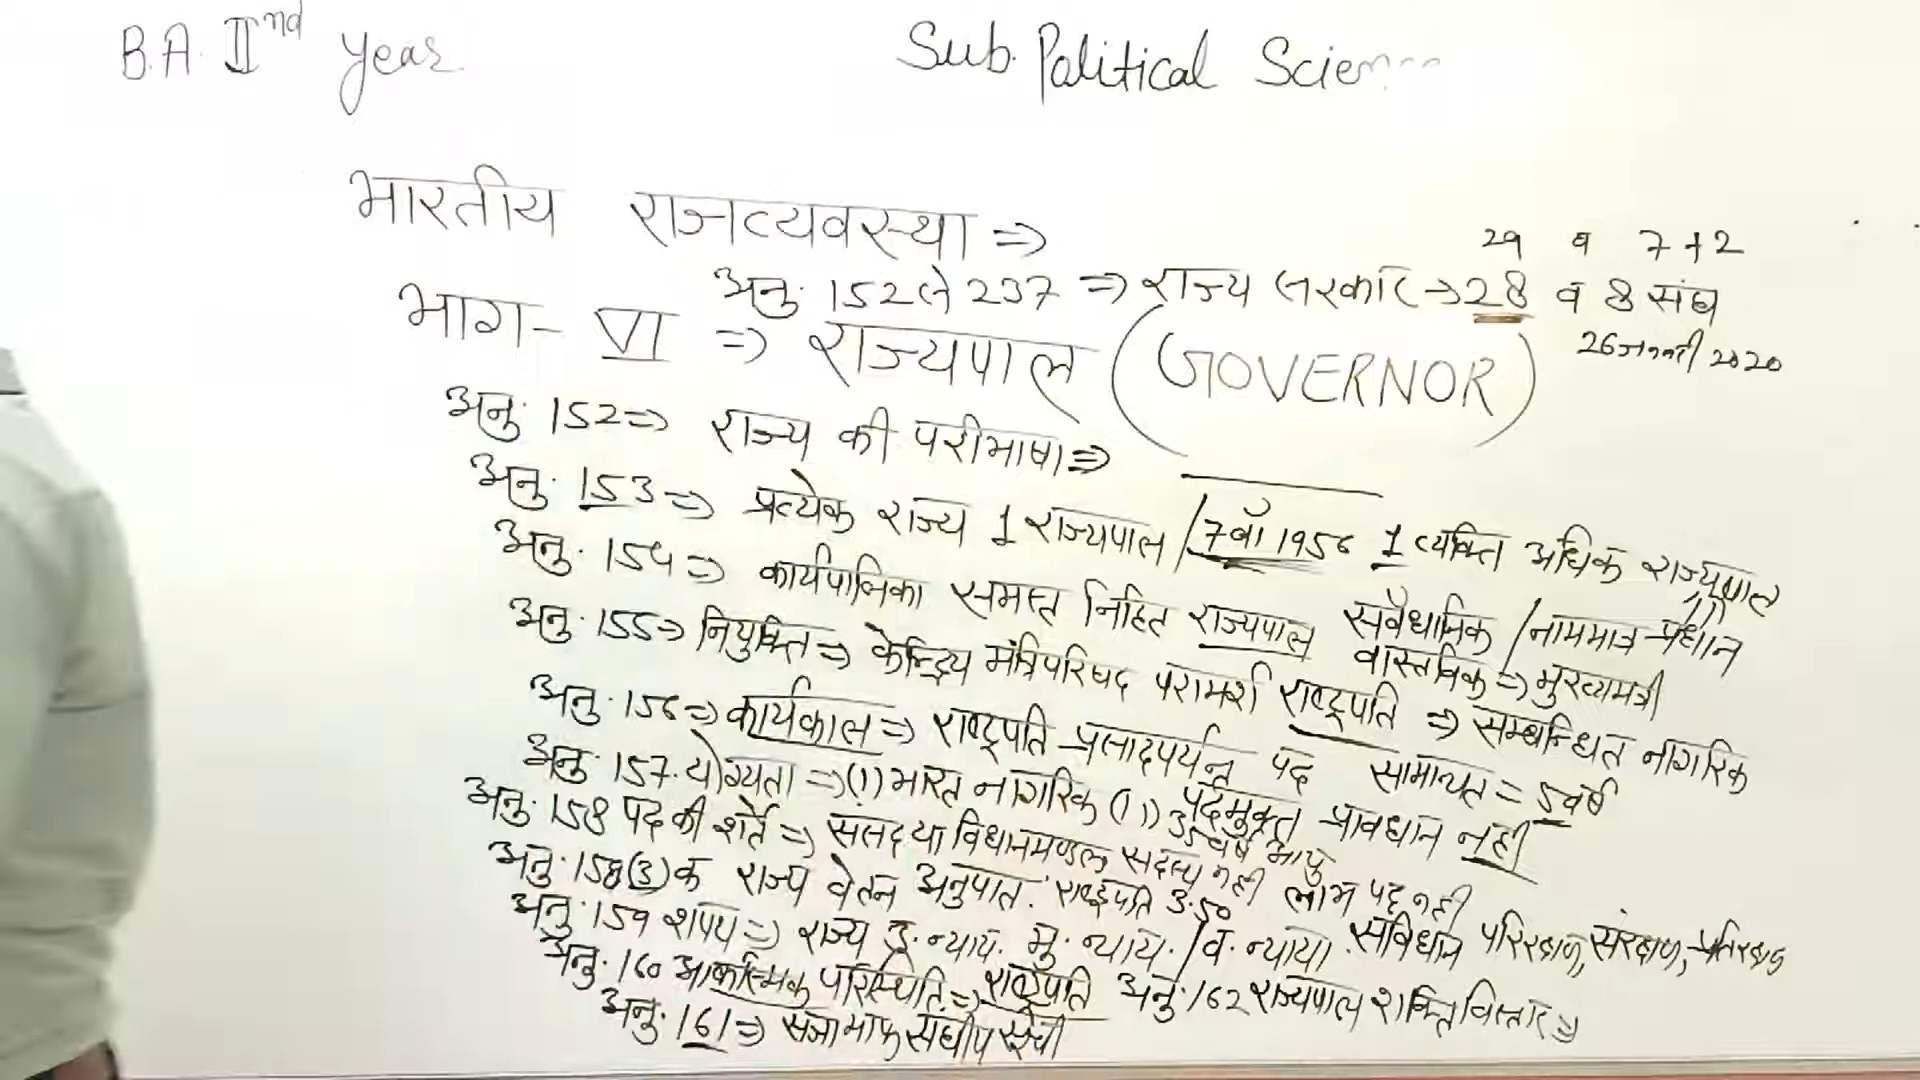 B.A. IInd year
Sub. Political Scien
भारतीय राजव्यवस्था ⇒
29 व 7+2
अनु. 152 से 237 ⇒ राज्य सरकार → 28 व 8 संघ
भाग- VI ⇒ राज्यपाल (GOVERNOR)
26 जनवरी 2020
अनु. 152 ⇒ राज्य की परीभाषा ⇒
अनु. 153 ⇒ प्रत्येक राज्य 1 राज्यपाल / 7वाँ 1956 1 व्यक्ति अधिक राज्यपाल
अनु. 154 ⇒ कार्यपालिका समस्त निहित राज्यपाल सवैधानिक / नाममात्र प्रधान
वास्तविक ⇒ मुख्यमंत्री
अनु. 155 ⇒ नियुक्ति ⇒ केन्द्रिय मंत्रिपरिषद परामर्श राष्ट्रपति ⇒ सम्बन्धित नागरिक
अनु. 156 ⇒ कार्यकाल ⇒ राष्ट्रपति प्रसादपर्यन्त पद सामान्यत = 5 वर्ष
पदमुक्त प्रावधान नहीं
अनु. 157. योग्यता ⇒ (1) भारत नागरिक (11) 35 वर्ष आयु
अनु. 158 पद की शर्ते ⇒ संसद या विधानमण्डल सदस्य नहीं लाभ पद नहीं
अनु. 158(3)क राज्य वेतन अनुपात. राष्ट्रपति 3.50
अनु. 159 शपथ ⇒ राज्य उ. न्याय. मु. न्याय. / व. न्याया. संविधान परिरक्षण, संरक्षण, प्रतिरक्षण
अनु. 160 आकस्मिक परिस्थिति ⇒ राष्ट्रपति अनु. 162 राज्यपाल शक्ति विस्तार ⇒
अनु. 161 ⇒ सजा माफ संघीय सूची